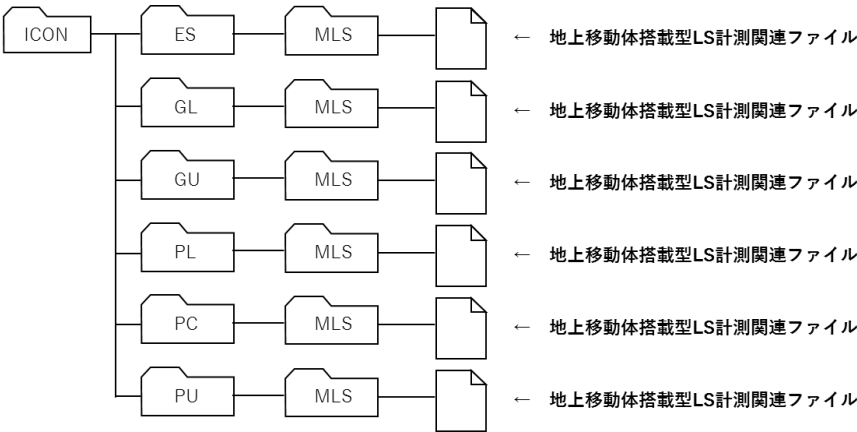 ICON ES MLS ← 地上移動体搭載型LS計測関連ファイル
GL MLS ← 地上移動体搭載型LS計測関連ファイル
GU MLS ← 地上移動体搭載型LS計測関連ファイル
PL MLS ← 地上移動体搭載型LS計測関連ファイル
PC MLS ← 地上移動体搭載型LS計測関連ファイル
PU MLS ← 地上移動体搭載型LS計測関連ファイル